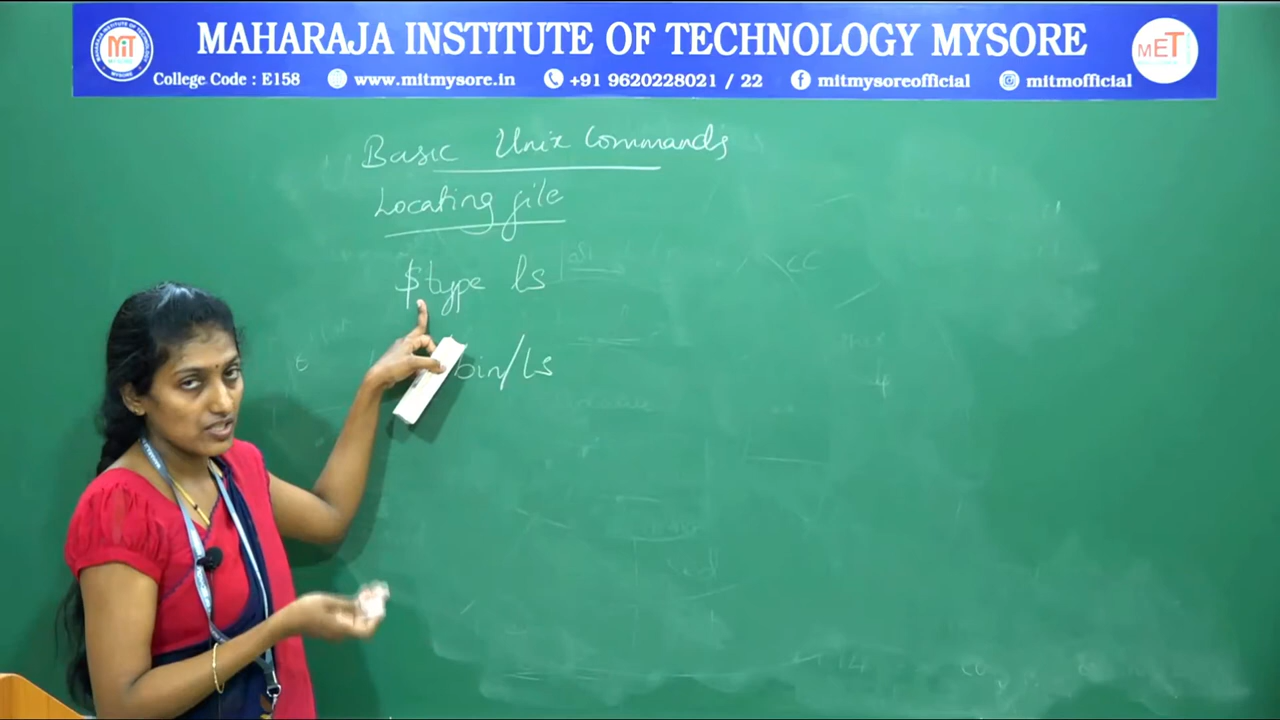 MAHARAJA INSTITUTE OF TECHNOLOGY MYSORE
College Code : E158 www.mitmysore.in +91 9620228021 / 22 mitmysoreofficial mitmofficial
MIT
MYSORE
MET
Basic Unix Commands
Locating file
$type ls
bin/ls